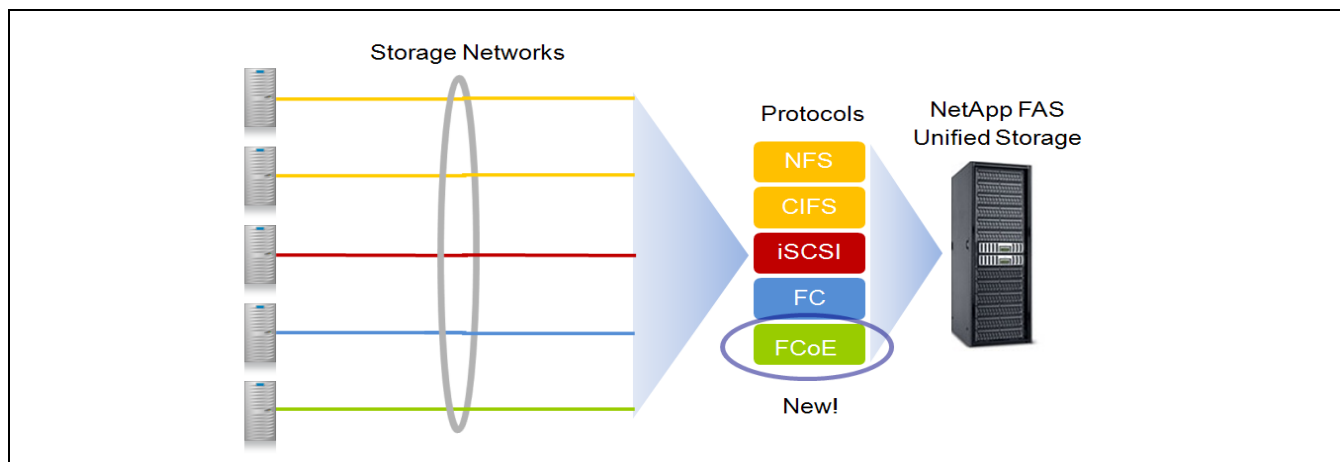 Storage Networks
Protocols
NetApp FAS
Unified Storage
NFS
CIFS
iSCSI
FC
FCoE
New!